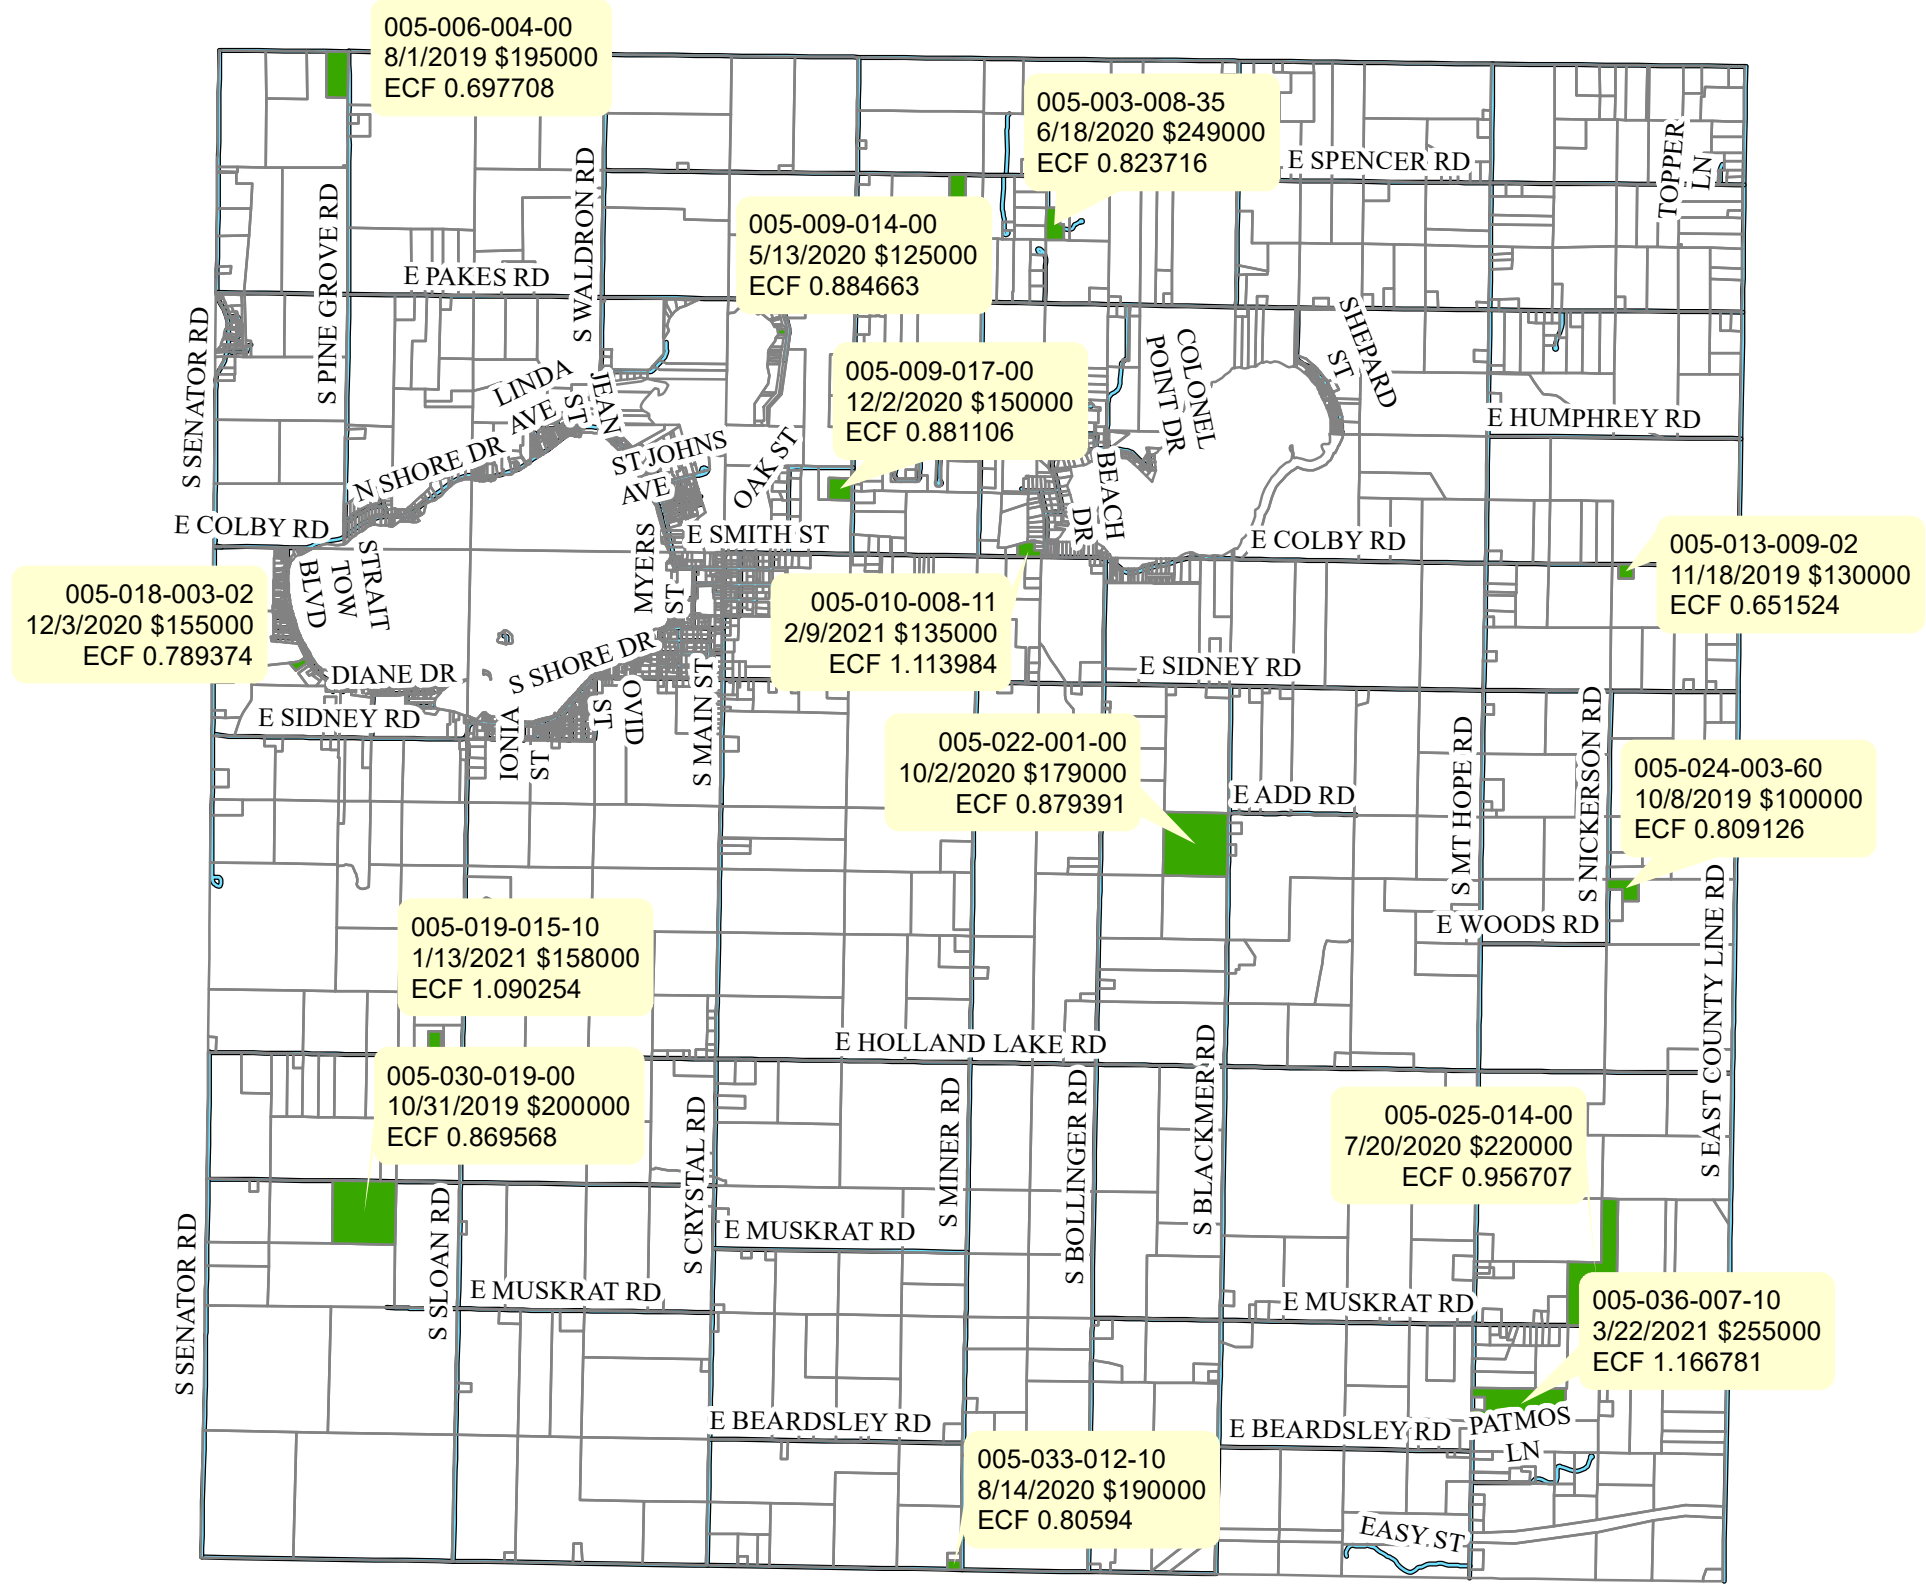 005-006-004-00
8/1/2019 $195000
ECF 0.697708
005-003-008-35
6/18/2020 $249000
ECF 0.823716
E SPENCER RD
TOPPER
LN
005-009-014-00
5/13/2020 $125000
ECF 0.884663
S PINE GROVE RD
S WALDRON RD
E PAKES RD
S SENATOR RD
SHEPARD
ST
COLONEL
POINT DR
005-009-017-00
12/2/2020 $150000
ECF 0.881106
LINDA
AVE
JEAN
ST
E HUMPHREY RD
N SHORE DR
ST JOHNS
AVE
OAK ST
BEACH
DR
E COLBY RD
E SMITH ST
E COLBY RD
STRAIT
TOW
BLVD
MYERS
ST
005-013-009-02
11/18/2019 $130000
ECF 0.651524
005-018-003-02
12/3/2020 $155000
ECF 0.789374
005-010-008-11
2/9/2021 $135000
ECF 1.113984
DIANE DR
S SHORE DR
E SIDNEY RD
E SIDNEY RD
IONIA
ST
OVID
ST
S MAIN ST
005-022-001-00
10/2/2020 $179000
ECF 0.879391
E ADD RD
S MT HOPE RD
S NICKERSON RD
005-024-003-60
10/8/2019 $100000
ECF 0.809126
E WOODS RD
S EAST COUNTY LINE RD
005-019-015-10
1/13/2021 $158000
ECF 1.090254
E HOLLAND LAKE RD
005-030-019-00
10/31/2019 $200000
ECF 0.869568
S CRYSTAL RD
S MINER RD
S BOLLINGER RD
S BLACKMER RD
005-025-014-00
7/20/2020 $220000
ECF 0.956707
S SENATOR RD
S SLOAN RD
E MUSKRAT RD
E MUSKRAT RD
E MUSKRAT RD
005-036-007-10
3/22/2021 $255000
ECF 1.166781
E BEARDSLEY RD
E BEARDSLEY RD
PATMOS
LN
005-033-012-10
8/14/2020 $190000
ECF 0.80594
EASY ST